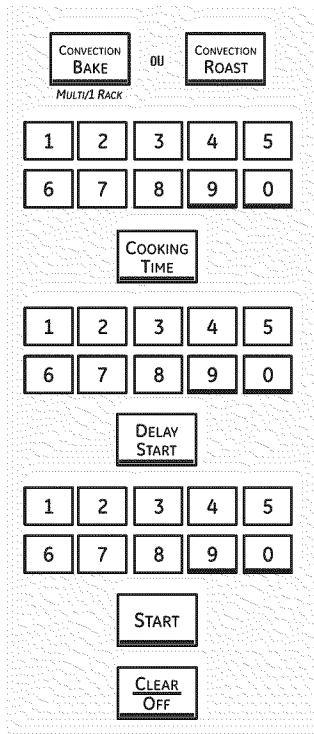 CONVECTION BAKE OU CONVECTION ROAST
MULTI/1 RACK
1 2 3 4 5
6 7 8 9 0
COOKING
TIME
1 2 3 4 5
6 7 8 9 0
DELAY
START
1 2 3 4 5
6 7 8 9 0
START
CLEAR
OFF